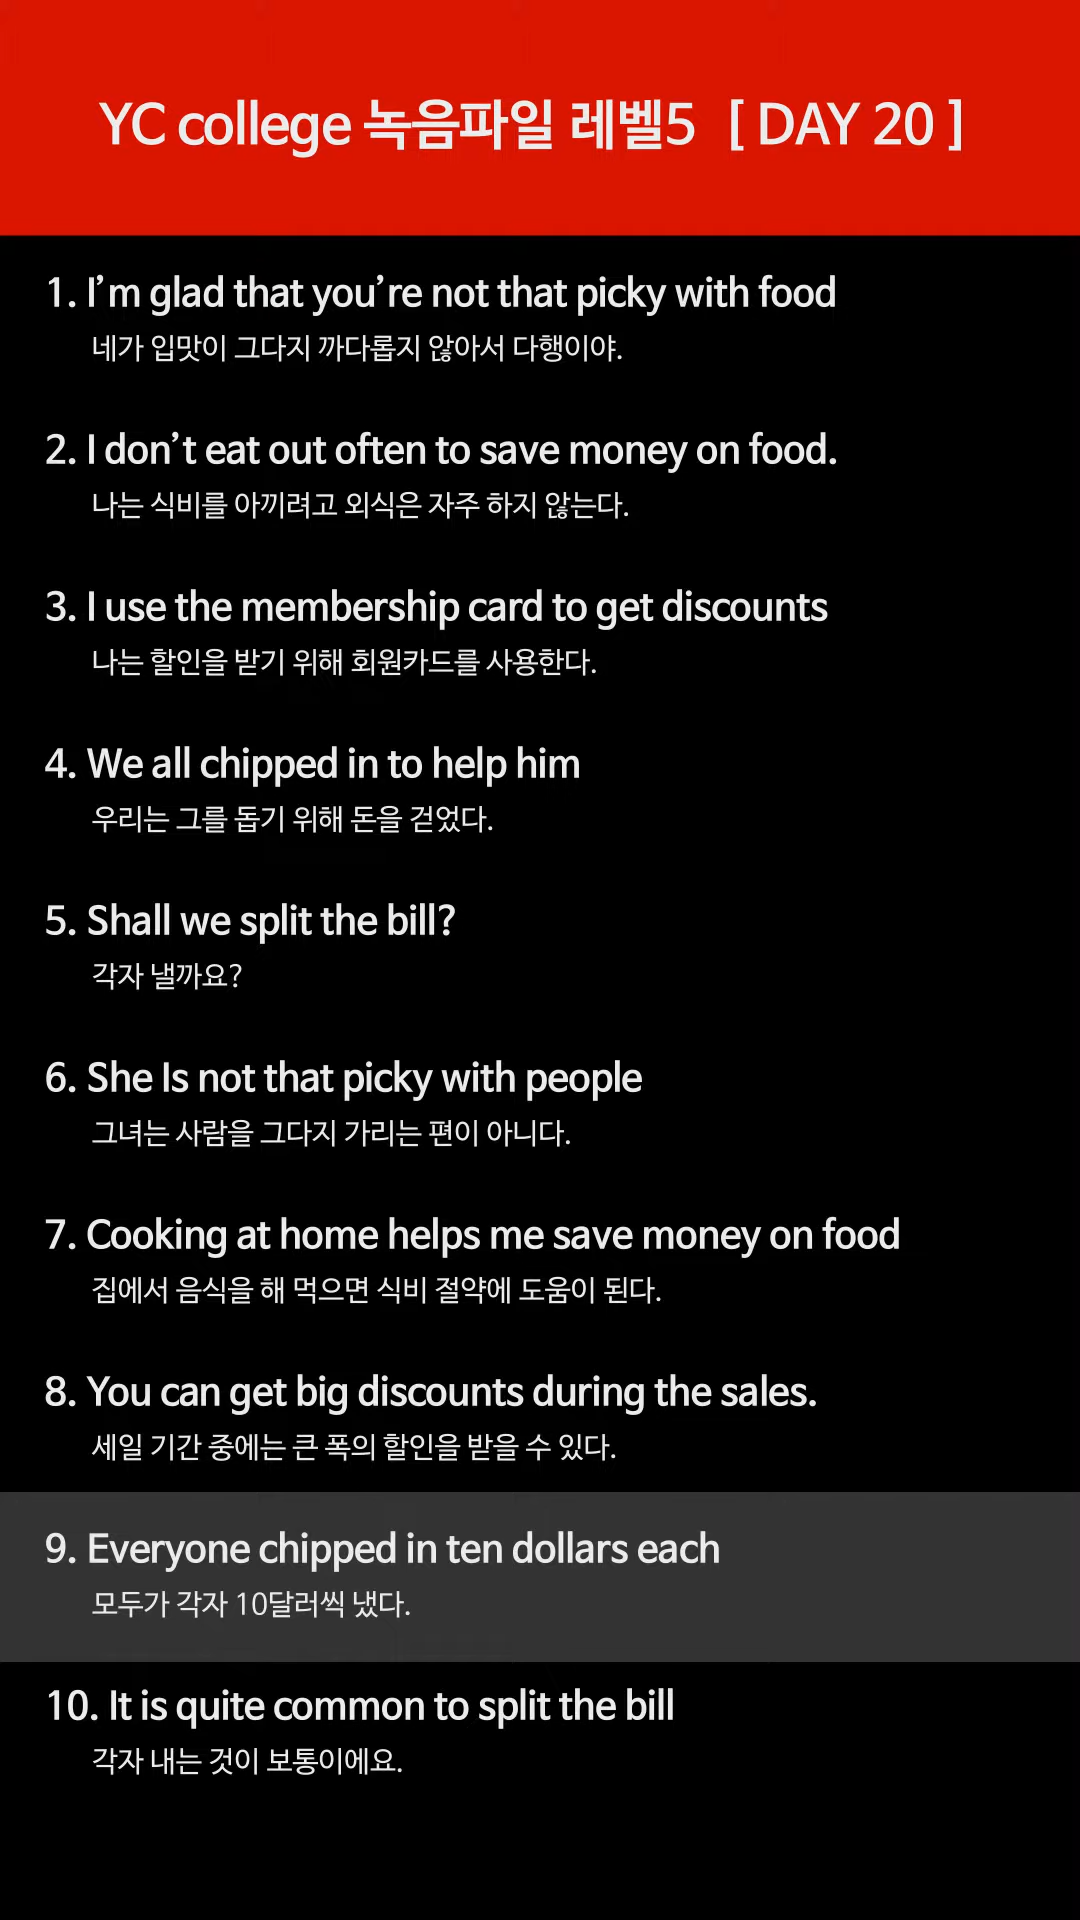 YC college 녹음파일 레벨5 [ DAY 20 ]
1. I’m glad that you’re not that picky with food
네가 입맛이 그다지 까다롭지 않아서 다행이야.
2. I don’t eat out often to save money on food.
나는 식비를 아끼려고 외식은 자주 하지 않는다.
3. I use the membership card to get discounts
나는 할인을 받기 위해 회원카드를 사용한다.
4. We all chipped in to help him
우리는 그를 돕기 위해 돈을 걷었다.
5. Shall we split the bill?
각자 낼까요?
6. She Is not that picky with people
그녀는 사람을 그다지 가리는 편이 아니다.
7. Cooking at home helps me save money on food
집에서 음식을 해 먹으면 식비 절약에 도움이 된다.
8. You can get big discounts during the sales.
세일 기간 중에는 큰 폭의 할인을 받을 수 있다.
9. Everyone chipped in ten dollars each
모두가 각자 10달러씩 냈다.
10. It is quite common to split the bill
각자 내는 것이 보통이에요.